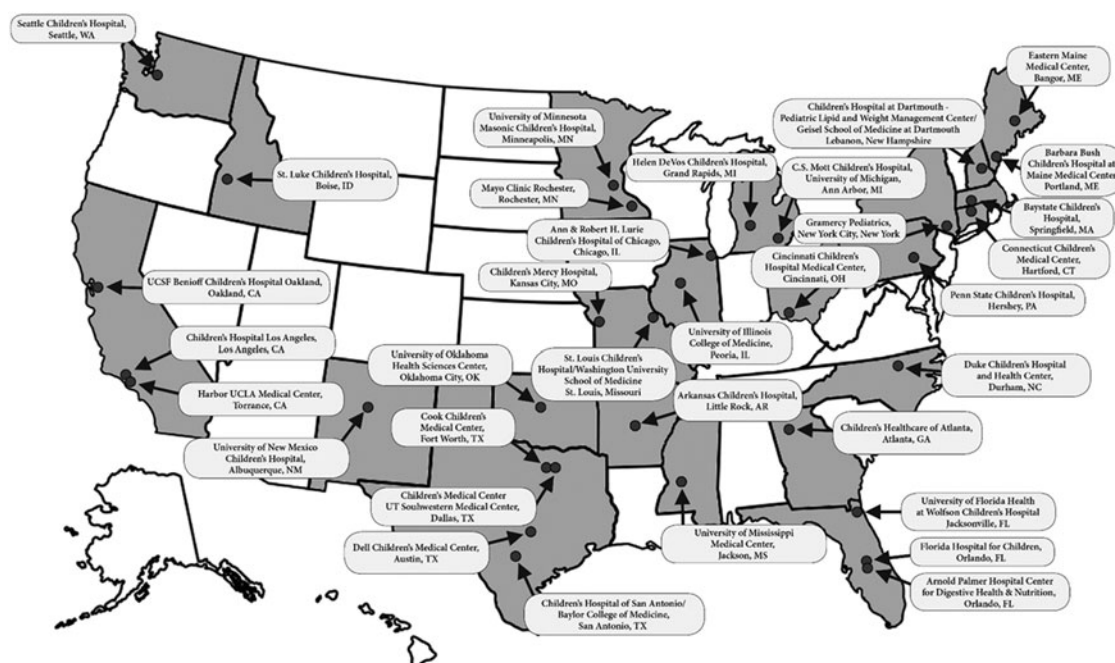 Seattle Children's Hospital,
Seattle, WA
Eastern Maine
Medical Center,
Bangor, ME
Children's Hospital at Dartmouth -
Pediatric Lipid and Weight Management Center/
Geisel School of Medicine at Dartmouth
Lebanon, New Hampshire
University of Minnesota
Masonic Children's Hospital,
Minneapolis, MN
Helen DeVos Children's Hospital,
Grand Rapids, MI
C.S. Mott Children's Hospital,
University of Michigan,
Ann Arbor, MI
Barbara Bush
Children's Hospital at
Maine Medical Center,
Portland, ME
St. Luke Children's Hospital,
Boise, ID
Mayo Clinic Rochester,
Rochester, MN
Baystate Children's
Hospital,
Springfield, MA
Ann & Robert H. Lurie
Children's Hospital of Chicago,
Chicago, IL
Gramercy Pediatrics,
New York City, New York
Connecticut Children's
Medical Center,
Hartford, CT
Cincinnati Children's
Hospital Medical Center,
Cincinnati, OH
UCSF Benioff Children's Hospital Oakland,
Oakland, CA
Children's Mercy Hospital,
Kansas City, MO
Penn State Children's Hospital,
Hershey, PA
Children's Hospital Los Angeles,
Los Angeles, CA
University of Illinois
College of Medicine,
Peoria, IL
University of Oklahoma
Health Sciences Center,
Oklahoma City, OK
St. Louis Children's
Hospital/Washington University
School of Medicine
St. Louis, Missouri
Duke Children's Hospital
and Health Center,
Durham, NC
Harbor UCLA Medical Center,
Torrance, CA
Arkansas Children's Hospital,
Little Rock, AR
Cook Children's
Medical Center,
Fort Worth, TX
Children's Healthcare of Atlanta,
Atlanta, GA
University of New Mexico
Children's Hospital,
Albuquerque, NM
Children's Medical Center
UT Souhwestern Medical Center,
Dallas, TX
University of Florida Health
at Wolfson Children's Hospital
Jacksonville, FL
University of Mississippi
Medical Center,
Jackson, MS
Dell Children's Medical Center,
Austin, TX
Florida Hospital for Children,
Orlando, FL
Arnold Palmer Hospital Center
for Digestive Health & Nutrition,
Orlando, FL
Children's Hospital of San Antonio/
Baylor College of Medicine,
San Antonio, TX